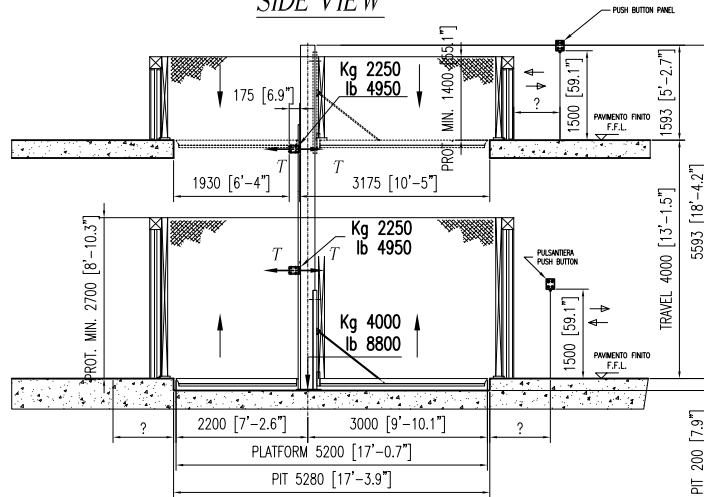 SIDE VIEW
PUSH BUTTON PANEL
Kg 2250
lb 4950
175 [6.9"]
PROT. MIN. 1400 [55.1"]
?
1500 [59.1"]
1593 [5'-2.7"]
PAVIMENTO FINITO
F.F.L.
T T
1930 [6'-4"]
3175 [10'-5"]
PROT. MIN. 2700 [8'-10.3"]
Kg 2250
lb 4950
T T
TRAVEL 4000 [13'-1.5"]
5593 [18'-4.2"]
PULSANTIERA
PUSH BUTTON
Kg 4000
lb 8800
1500 [59.1"]
PAVIMENTO FINITO
F.F.L.
?
2200 [7'-2.6"]
3000 [9'-10.1"]
?
PLATFORM 5200 [17'-0.7"]
PIT 5280 [17'-3.9"]
PIT 200 [7.9"]